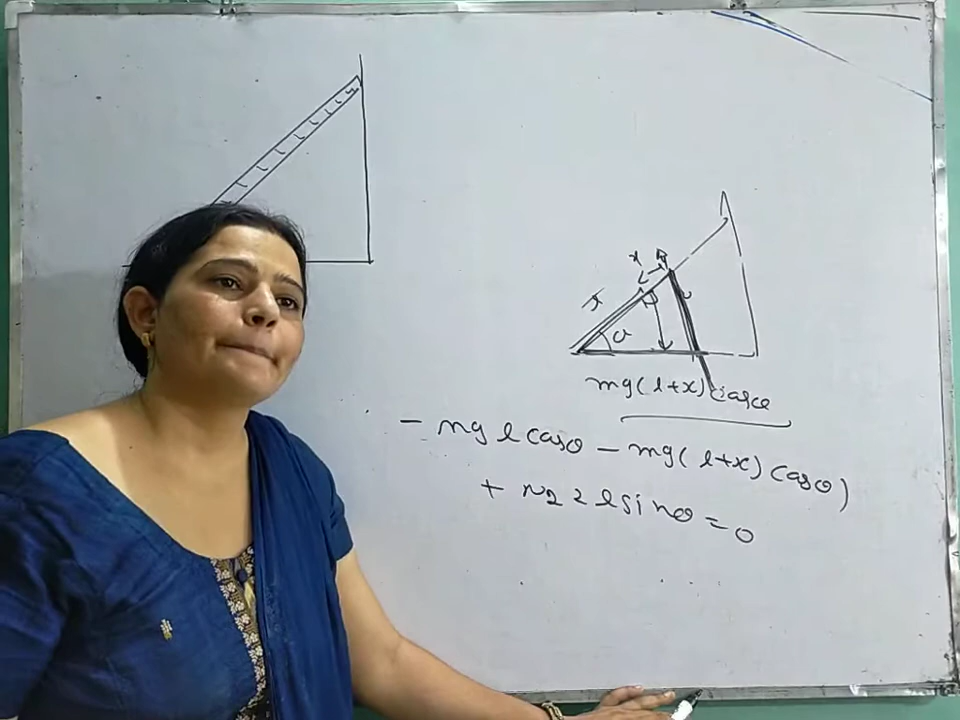 x
l
θ
mg(l+x) cosθ
- mg l cosθ - mg( l+x) cosθ)
+ N2 2 l sinθ = 0